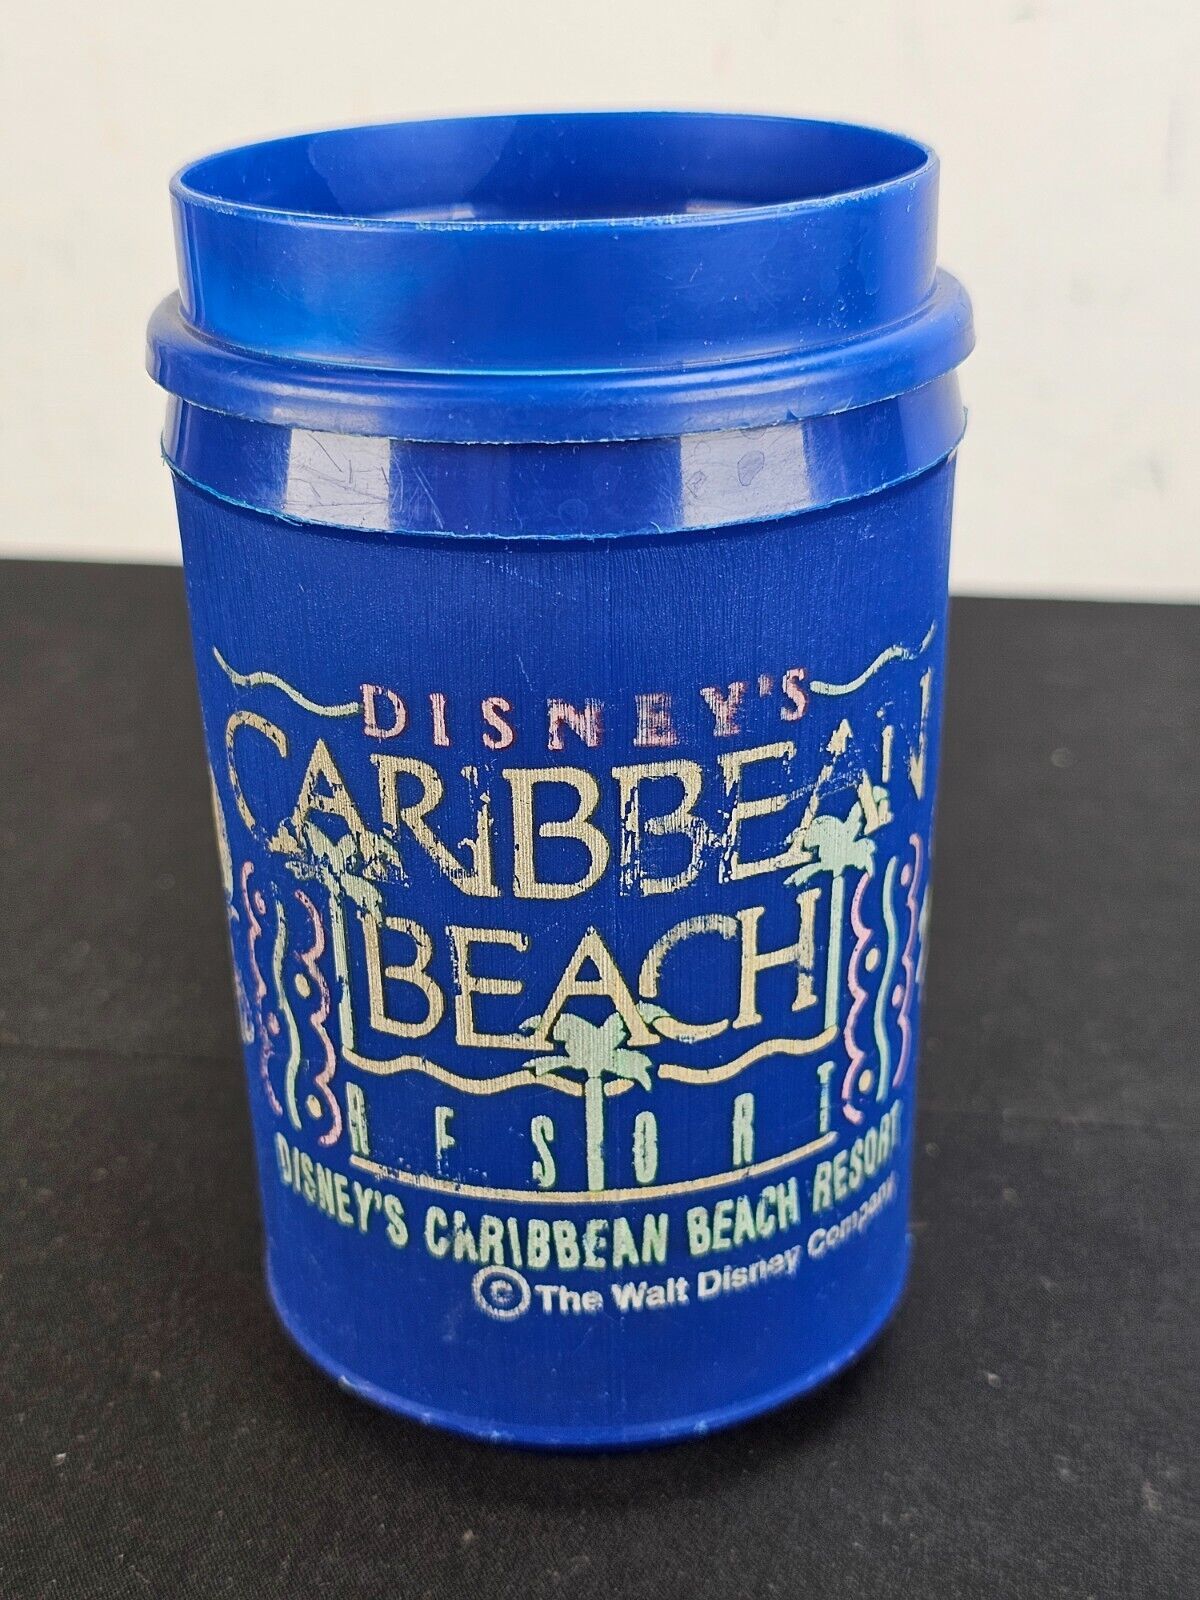 DISNEY'S
CARIBBEAN
BEACH
RESORT
DISNEY'S CARIBBEAN BEACH RESORT
© The Walt Disney Company